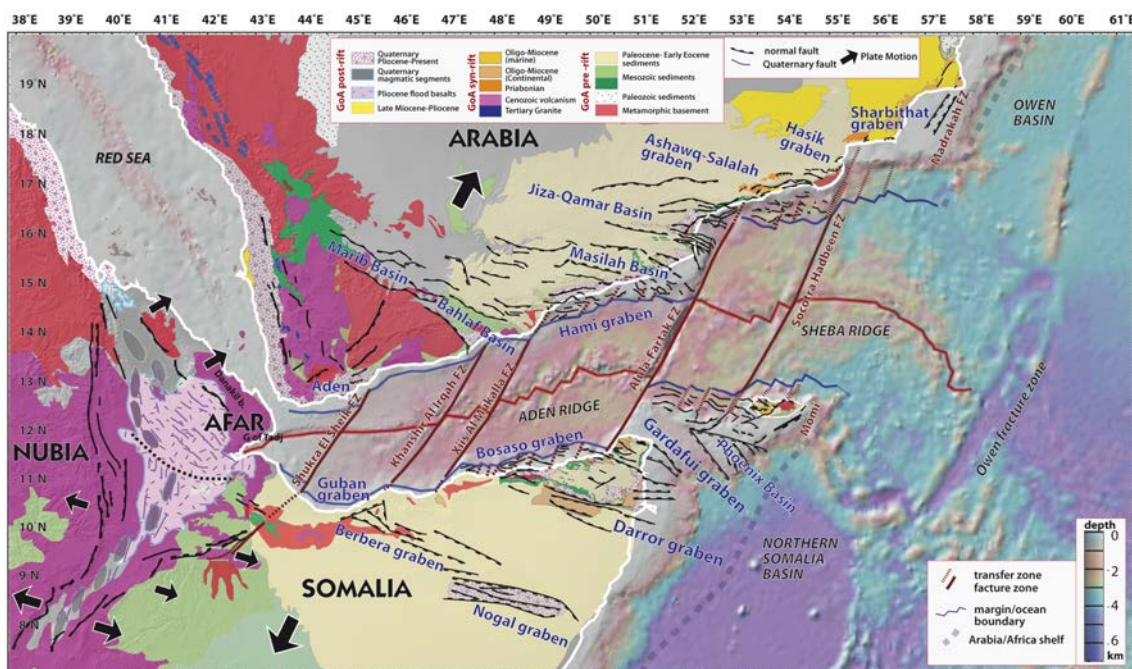 38°E 39°E 40°E 41°E 42°E 43°E 44°E 45°E 46°E 47°E 48°E 49°E 50°E 51°E 52°E 53°E 54°E 55°E 56°E 57°E 58°E 59°E 60°E 61°E
19 N
18 N
17 N
16 N
15 N
14 N
13 N
12 N
11 N
10 N
9 N
8 N
GoA post-rift
Quaternary
Pliocene-Present
Quaternary
magmatic segments
Pliocene flood basalts
Late Miocene-Pliocene
GoA syn-rift
Oligo-Miocene
(marine)
Oligo-Miocene
(Continental)
Priabonian
Cenozoic volcanism
Tertiary Granite
GoA pre -rift
Paleocene- Early Eocene
sediments
Mesozoic sediments
Paleozoic sediments
Metamorphic basement
normal fault
Quaternary fault
Plate Motion
RED SEA
ARABIA
OWEN
BASIN
Sharbithat
graben
Madrakah FZ
Hasik
graben
Ashawq-Salalah
graben
Jiza-Qamar Basin
Masilah Basin
Marib Basin
Bahlaf Basin
Hami graben
Socotra Hadbeen FZ
SHEBA RIDGE
Aden
Danakil b.
AFAR
G of Tadj
NUBIA
Shukra El Sheik FZ
Khanshir Al Irqah FZ
Xiis Al Mukalla FZ
Alula-Fartak FZ
ADEN RIDGE
Momi
Bosaso graben
Guban
graben
Gardafui graben
Phoenix Basin
Owen fracture zone
Berbera graben
Darror graben
NORTHERN
SOMALIA
BASIN
SOMALIA
Nogal graben
depth
0
-2
-4
-6
km
transfer zone
facture zone
margin/ocean
boundary
Arabia/Africa shelf